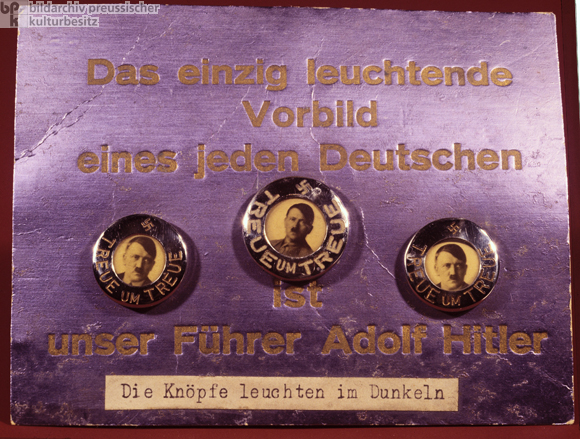 bpk bildarchiv preussischer
kulturbesitz
Das einzig leuchtende
Vorbild
eines jeden Deutschen
TREUE UM TREUE
TREUE UM TREUE
TREUE UM TREUE
ist
unser Führer Adolf Hitler
Die Knöpfe leuchten im Dunkeln